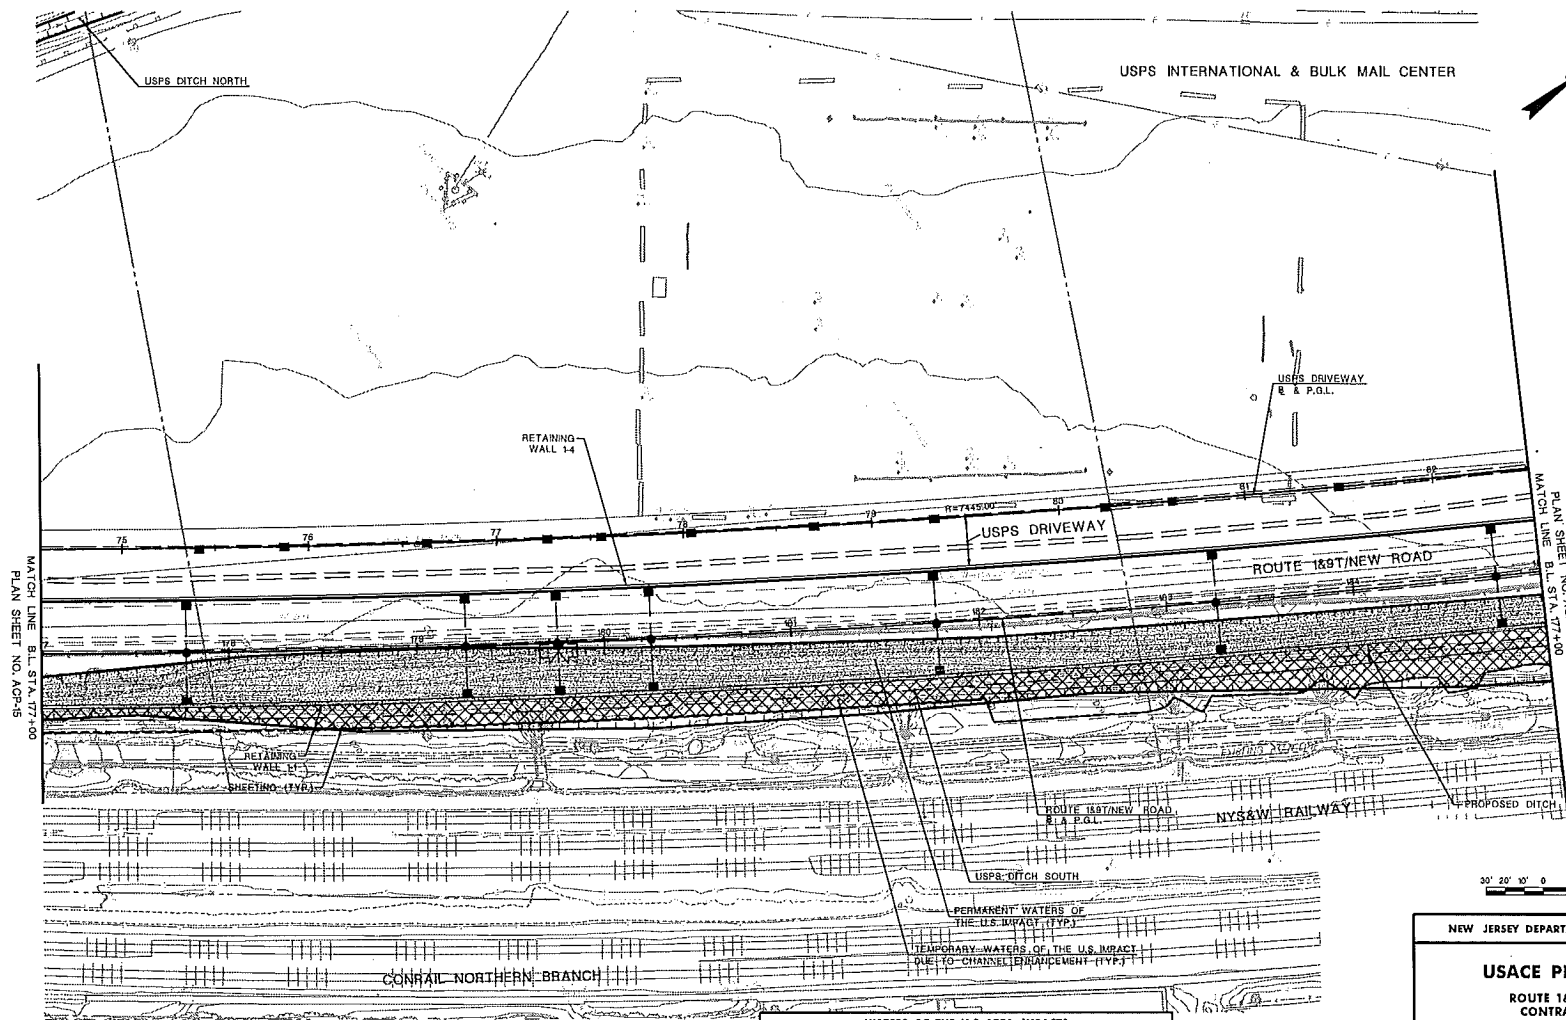 USPS DITCH NORTH
USPS INTERNATIONAL & BULK MAIL CENTER
USPS DRIVEWAY
& P.G.L.
RETAINING
WALL 1-4
75
76
77
78
79
R=7445.00'
80
81
82
USPS DRIVEWAY
ROUTE 1&9T/NEW ROAD
178
179
180
181
182
183
184
MATCH LINE B.L. STA. 177+00
PLAN SHEET NO. ACP-15
PLAN SHEET
MATCH LINE B.L. STA. 177+00
RETAINING
WALL
SHEETING (TYP.)
ROUTE 1&9T/NEW ROAD
& P.G.L.
NYS&W RAILWAY
PROPOSED DITCH
USPS DITCH SOUTH
PERMANENT WATERS OF
THE U.S. IMPACT (TYP.)
TEMPORARY WATERS OF THE U.S. IMPACT
DUE TO CHANNEL ENHANCEMENT (TYP.)
CONRAIL NORTHERN BRANCH
30' 20' 10' 0
NEW JERSEY DEPART
USACE
ROUTE
CONTR